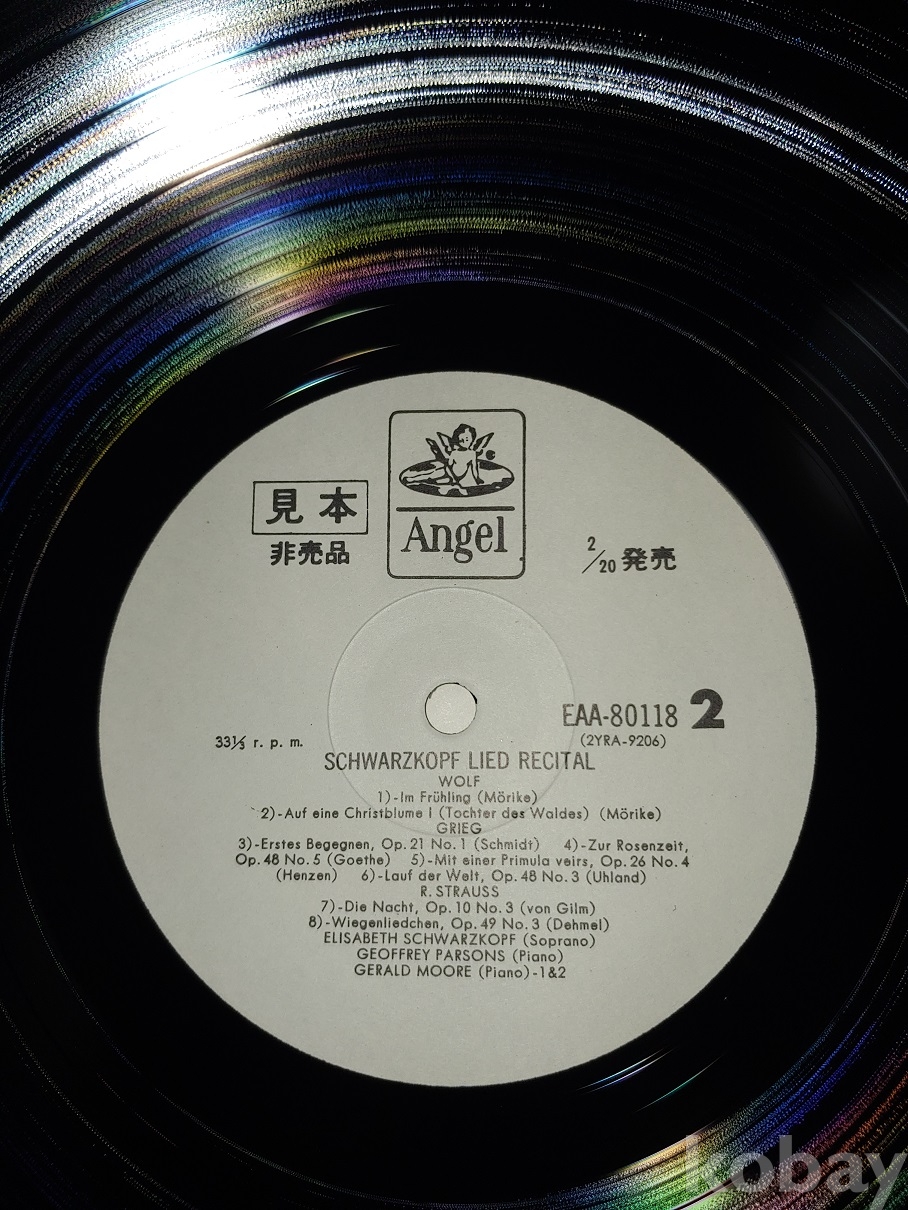 見本
非売品
Angel
2/20 発売
EAA-80118 2
(2YRA-9206)
33⅓ r. p. m.
SCHWARZKOPF LIED RECITAL
WOLF
1)-Im Frühling (Mörike)
2)-Auf eine Christblume I (Tochter des Waldes) (Mörike)
GRIEG
3)-Erstes Begegnen, Op. 21 No. 1 (Schmidt) 4)-Zur Rosenzeit,
Op. 48 No. 5 (Goethe) 5)-Mit einer Primula veirs, Op. 26 No. 4
(Henzen) 6)-Lauf der Welt, Op. 48 No. 3 (Uhland)
R. STRAUSS
7)-Die Nacht, Op. 10 No. 3 (von Gilm)
8)-Wiegenliedchen, Op. 49 No. 3 (Dehmel)
ELISABETH SCHWARZKOPF (Soprano)
GEOFFREY PARSONS (Piano)
GERALD MOORE (Piano)-1&2
kobay